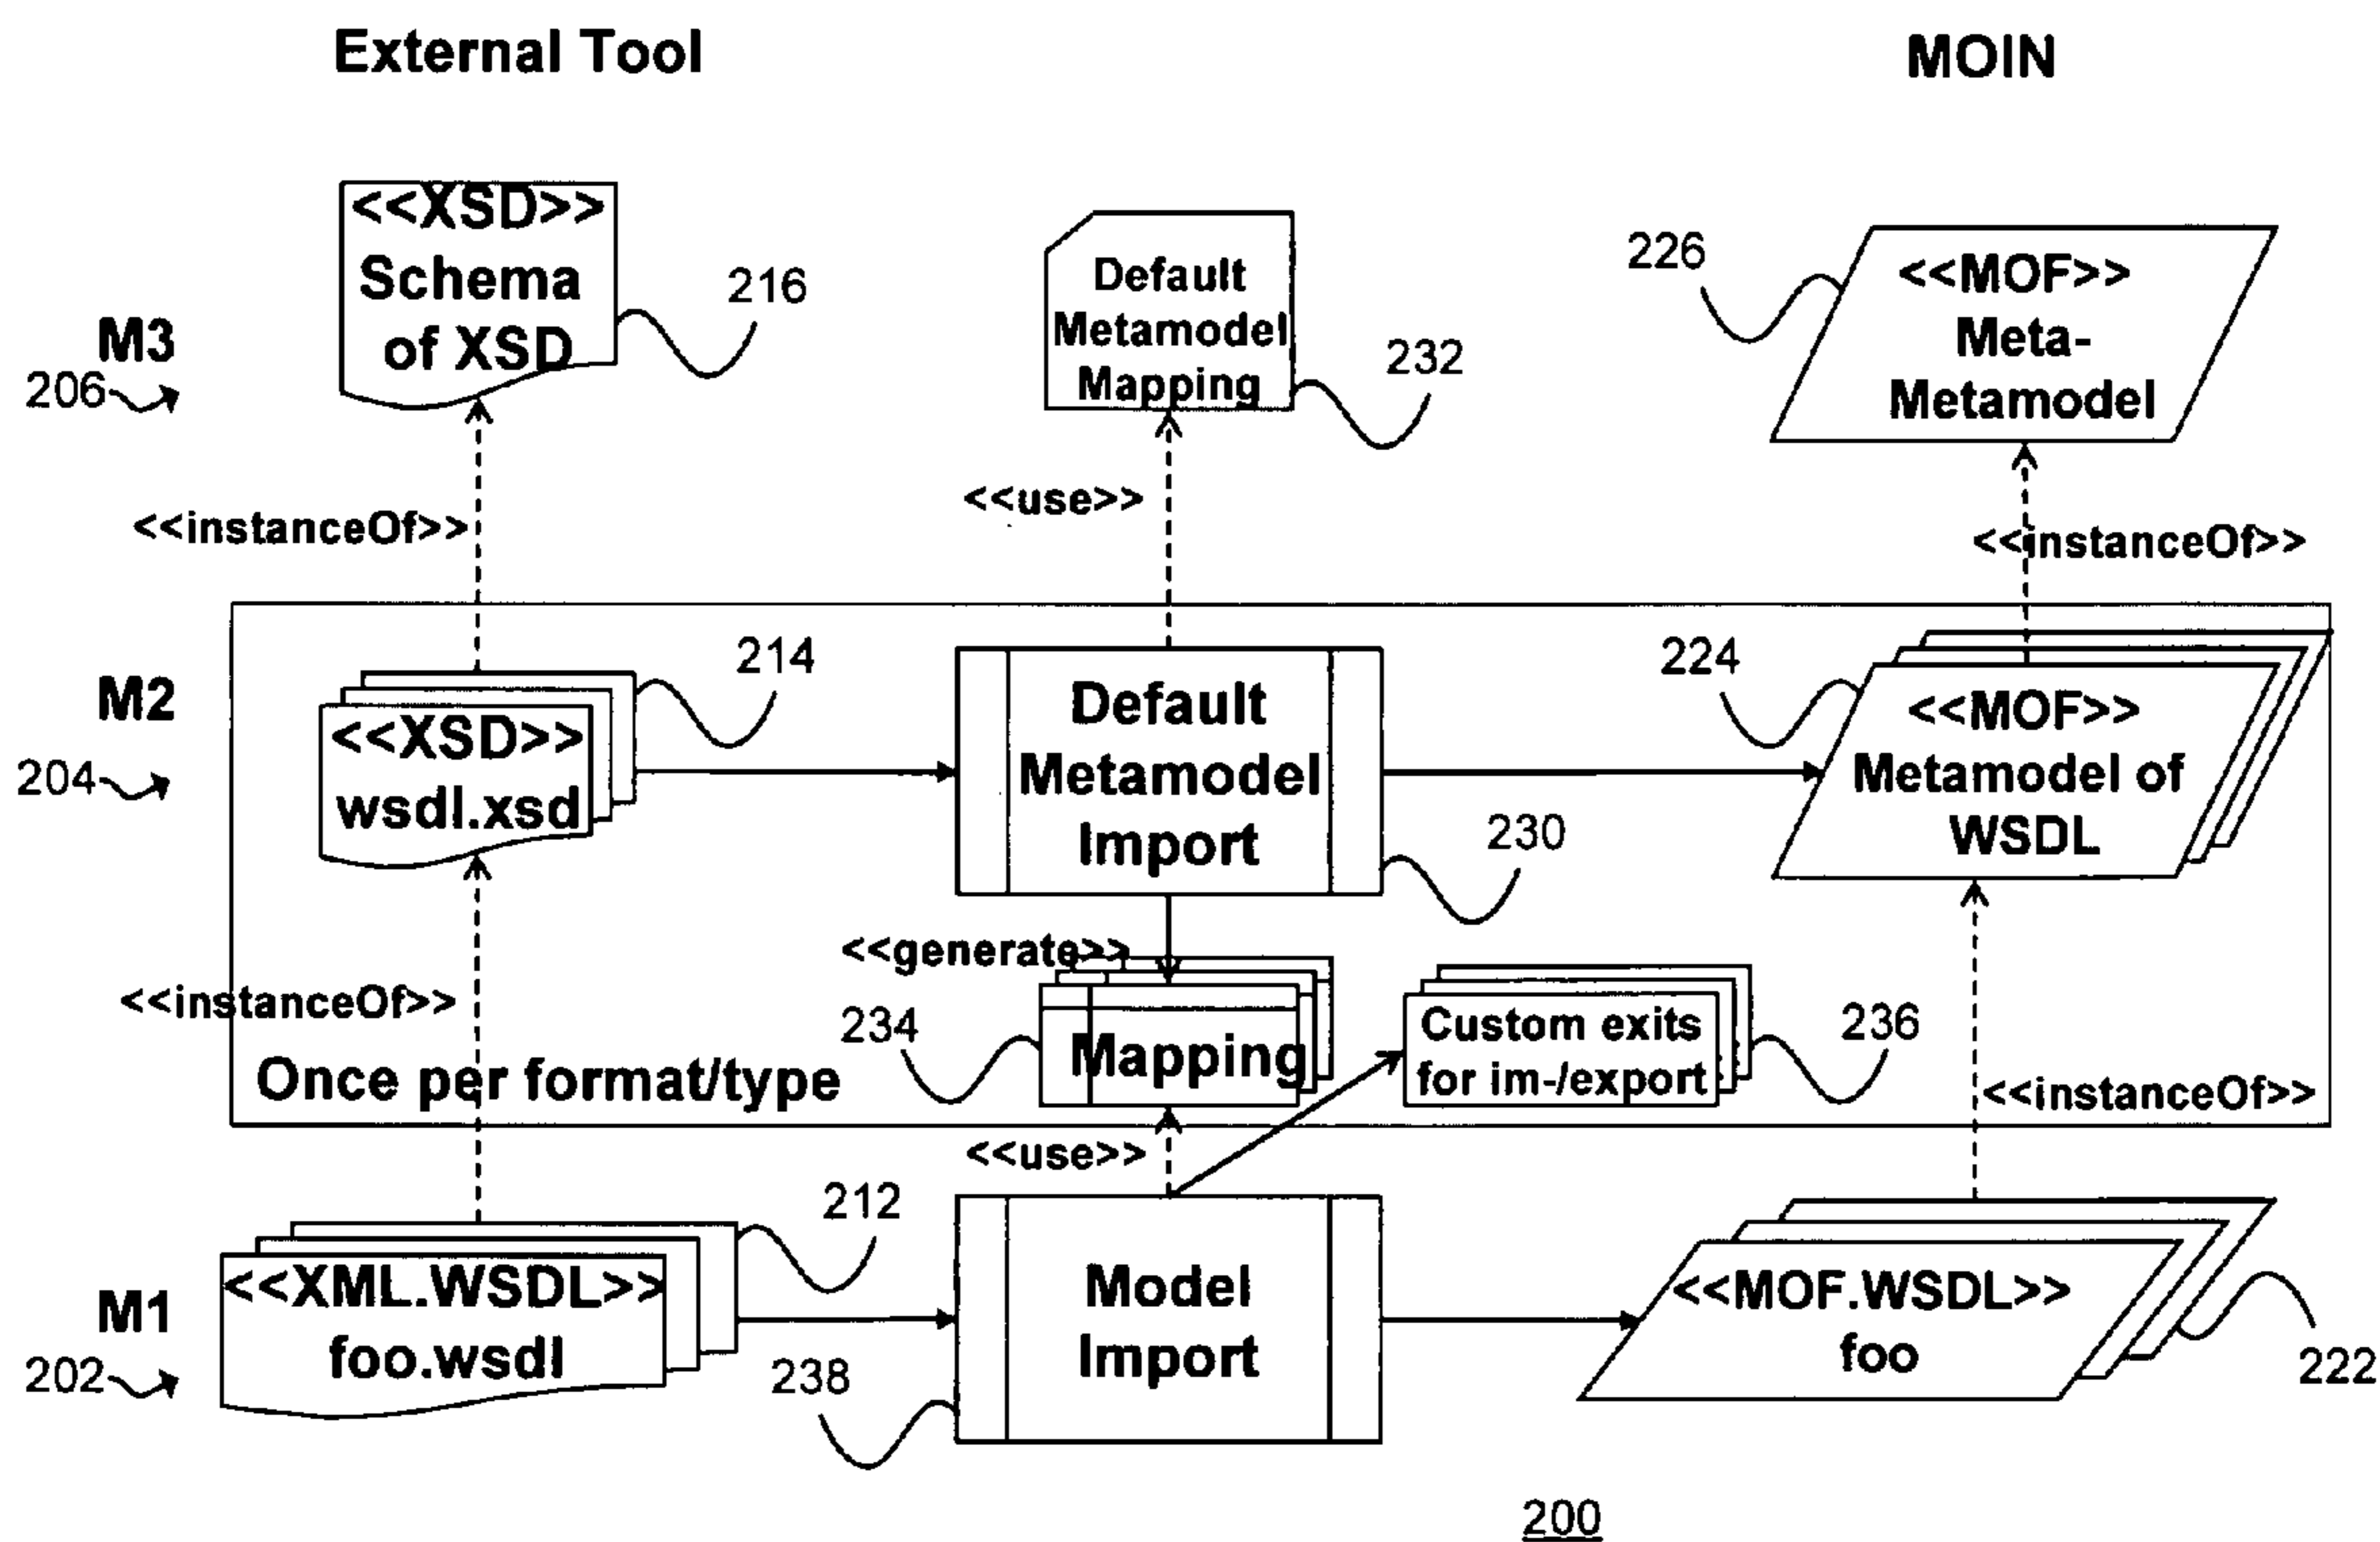 External Tool
MOIN
<<XSD>>
Schema
of XSD
216
M3
206
Default
Metamodel
Mapping
232
226
<<MOF>>
Meta-
Metamodel
<<instanceOf>>
<<use>>
<<instanceOf>>
M2
204
214
<<XSD>>
wsdl.xsd
Default
Metamodel
Import
230
224
<<MOF>>
Metamodel of
WSDL
<<generate>>
<<instanceOf>>
234
Mapping
Custom exits
for im-/export
236
Once per format/type
<<instanceOf>>
<<use>>
212
M1
202
<<XML.WSDL>>
foo.wsdl
238
Model
Import
<<MOF.WSDL>>
foo
222
200